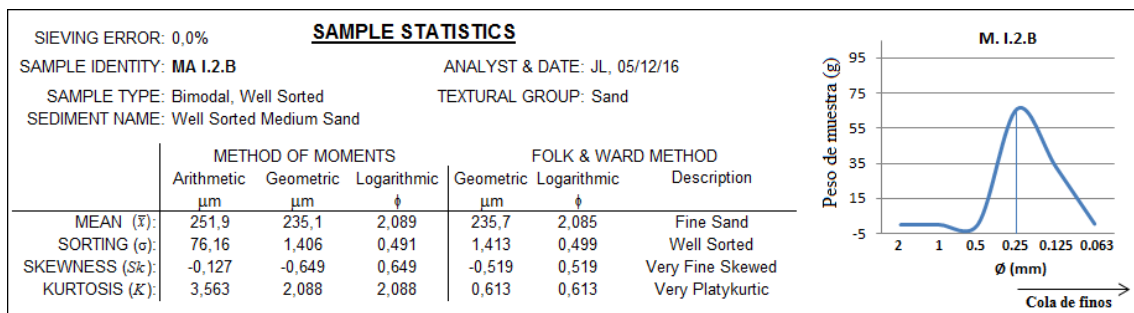 SAMPLE STATISTICS
SIEVING ERROR: 0,0%
SAMPLE IDENTITY: MA I.2.B ANALYST & DATE: JL, 05/12/16
SAMPLE TYPE: Bimodal, Well Sorted TEXTURAL GROUP: Sand
SEDIMENT NAME: Well Sorted Medium Sand
METHOD OF MOMENTS FOLK & WARD METHOD
Arithmetic Geometric Logarithmic Geometric Logarithmic Description
μm μm ϕ μm ϕ
MEAN (x̄): 251,9 235,1 2,089 235,7 2,085 Fine Sand
SORTING (σ): 76,16 1,406 0,491 1,413 0,499 Well Sorted
SKEWNESS (Sk): -0,127 -0,649 0,649 -0,519 0,519 Very Fine Skewed
KURTOSIS (K): 3,563 2,088 2,088 0,613 0,613 Very Platykurtic
M. I.2.B
Peso de muestra (g)
95
75
55
35
15
-5
2 1 0.5 0.25 0.125 0.063
Ø (mm)
Cola de finos